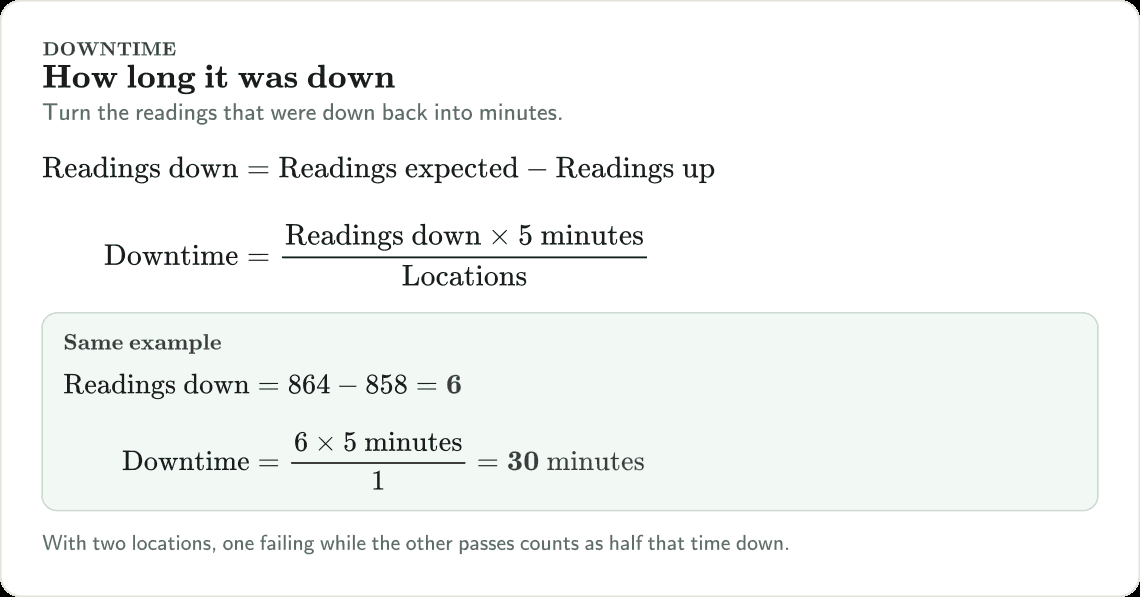 DOWNTIME
How long it was down
Turn the readings that were down back into minutes.
Readings down = Readings expected − Readings up
Downtime = Readings down × 5 minutes / Locations
Same example
Readings down = 864 − 858 = 6
Downtime = 6 × 5 minutes / 1 = 30 minutes
With two locations, one failing while the other passes counts as half that time down.